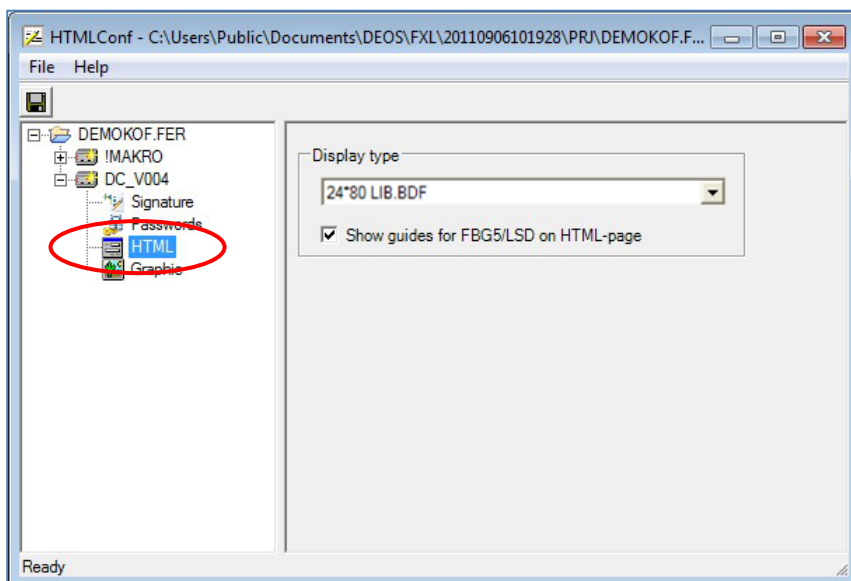 HTMLConf - C:\Users\Public\Documents\DEOS\FXL\20110906101928\PRJ\DEMOKOF.F...
File Help
DEMOKOF.FER
!MAKRO
DC_V004
Signature
Passwords
HTML
Graphic
Display type
24*80 LIB.BDF
Show guides for FBG5/LSD on HTML-page
Ready